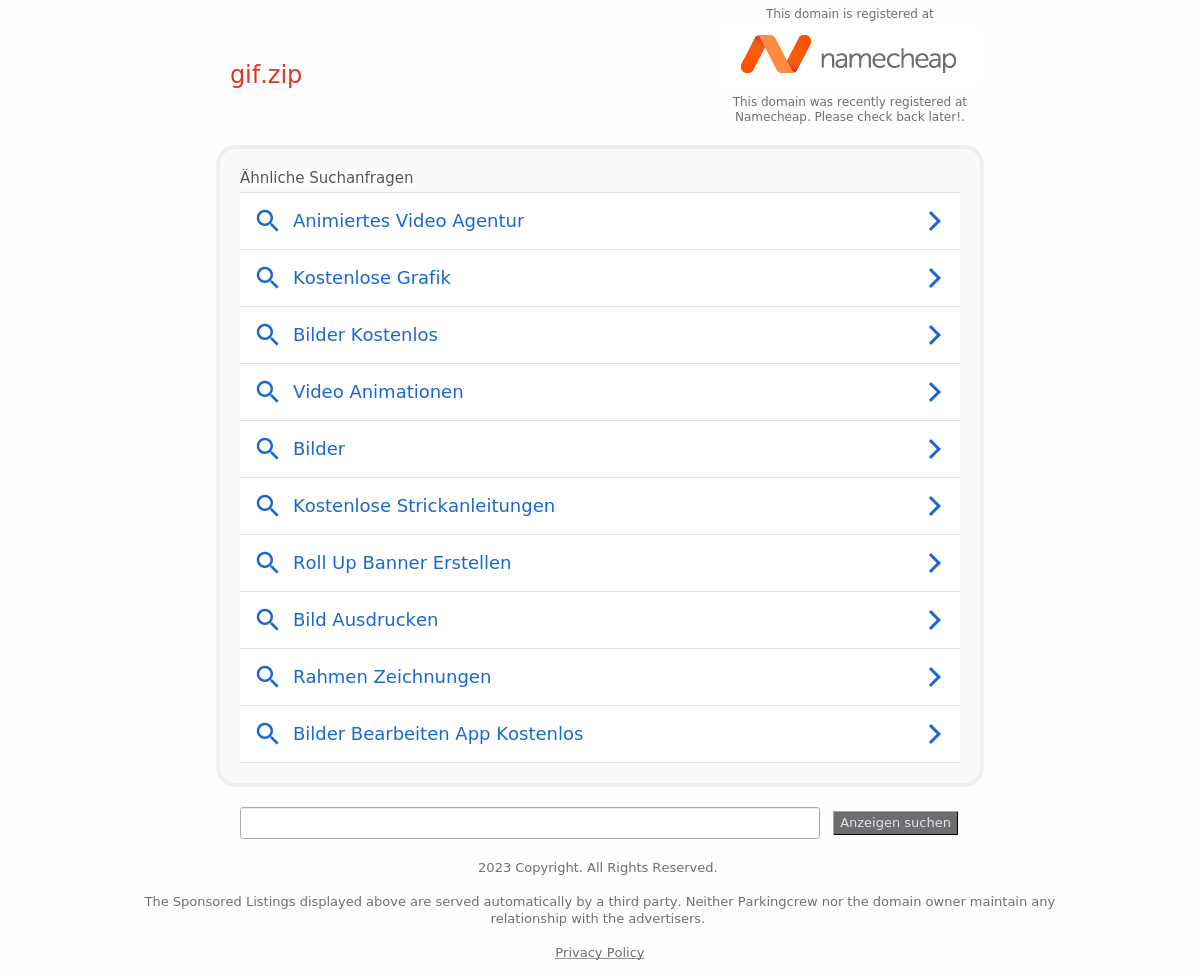 This domain is registered at
namecheap
gif.zip
This domain was recently registered at
Namecheap. Please check back later!.
Ähnliche Suchanfragen
Animiertes Video Agentur
Kostenlose Grafik
Bilder Kostenlos
Video Animationen
Bilder
Kostenlose Strickanleitungen
Roll Up Banner Erstellen
Bild Ausdrucken
Rahmen Zeichnungen
Bilder Bearbeiten App Kostenlos
Anzeigen suchen
2023 Copyright. All Rights Reserved.
The Sponsored Listings displayed above are served automatically by a third party. Neither Parkingcrew nor the domain owner maintain any
relationship with the advertisers.
Privacy Policy